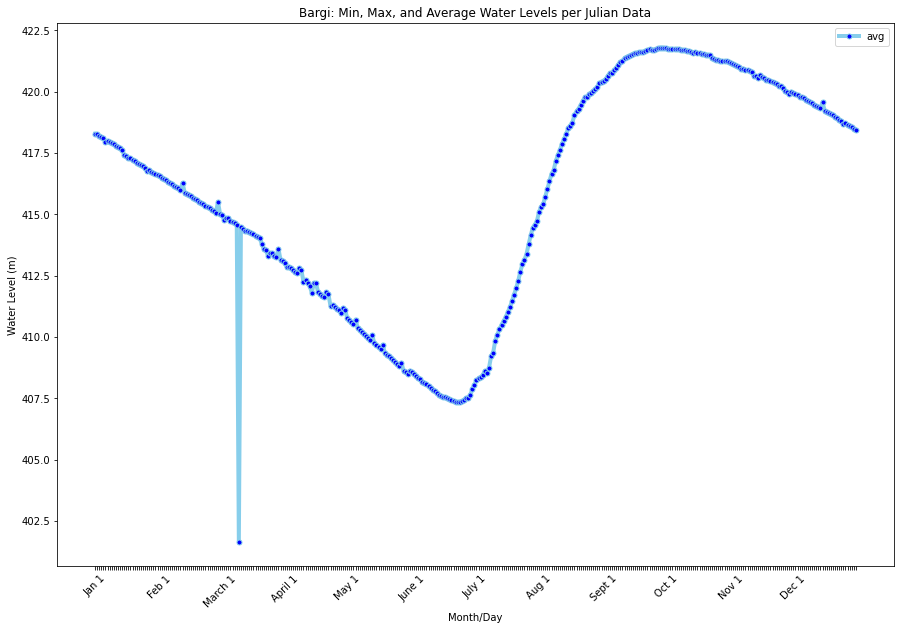 Bargi: Min, Max, and Average Water Levels per Julian Data
avg
422.5
420.0
417.5
415.0
412.5
410.0
407.5
405.0
402.5
Water Level (m)
Jan 1
Feb 1
March 1
April 1
May 1
June 1
July 1
Aug 1
Sept 1
Oct 1
Nov 1
Dec 1
Month/Day